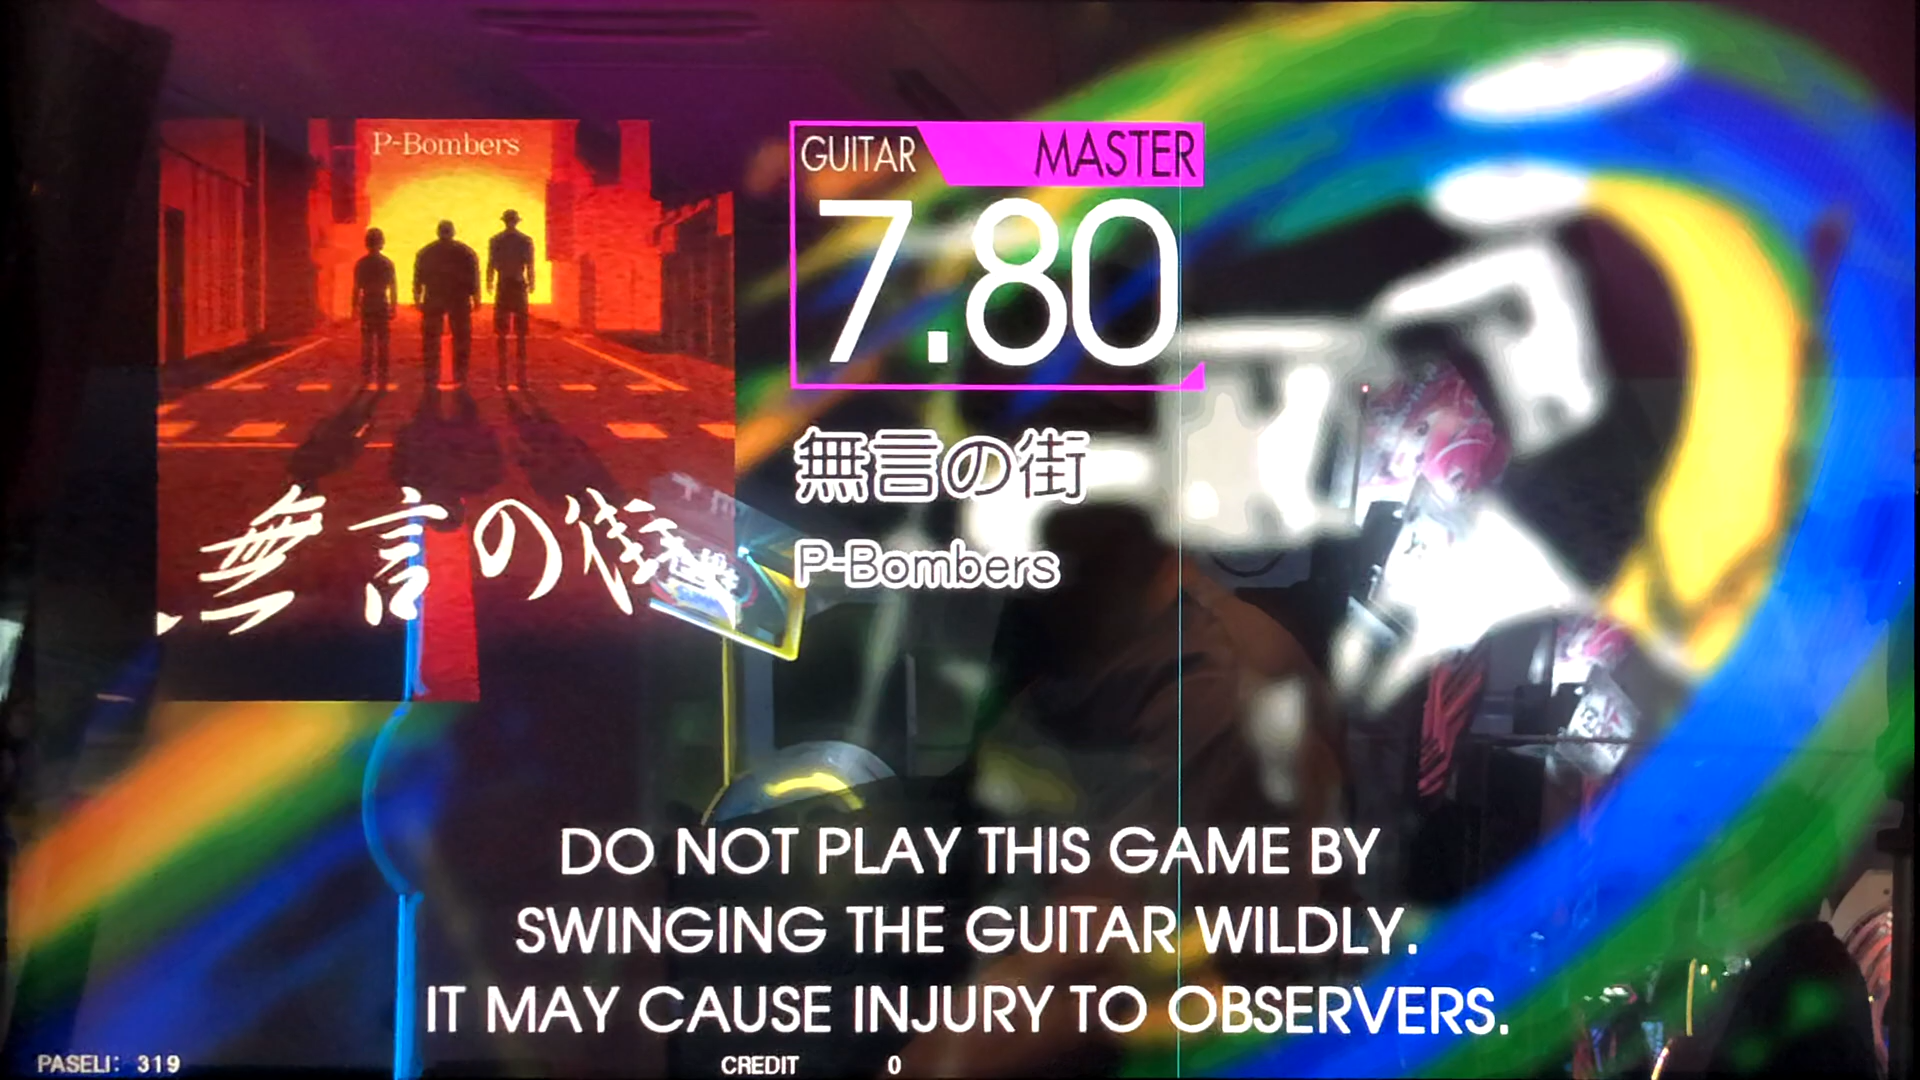 P-Bombers
無言の街
GUITAR MASTER
7.80
無言の街
P-Bombers
DO NOT PLAY THIS GAME BY
SWINGING THE GUITAR WILDLY.
IT MAY CAUSE INJURY TO OBSERVERS.
PASELI: 319
CREDIT 0